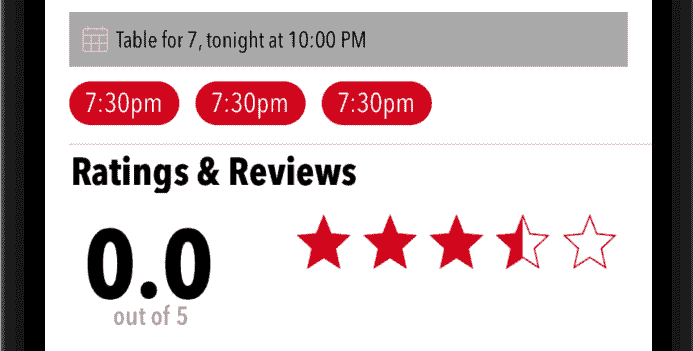 Table for 7, tonight at 10:00 PM
7:30pm 7:30pm 7:30pm
Ratings & Reviews
0.0
out of 5